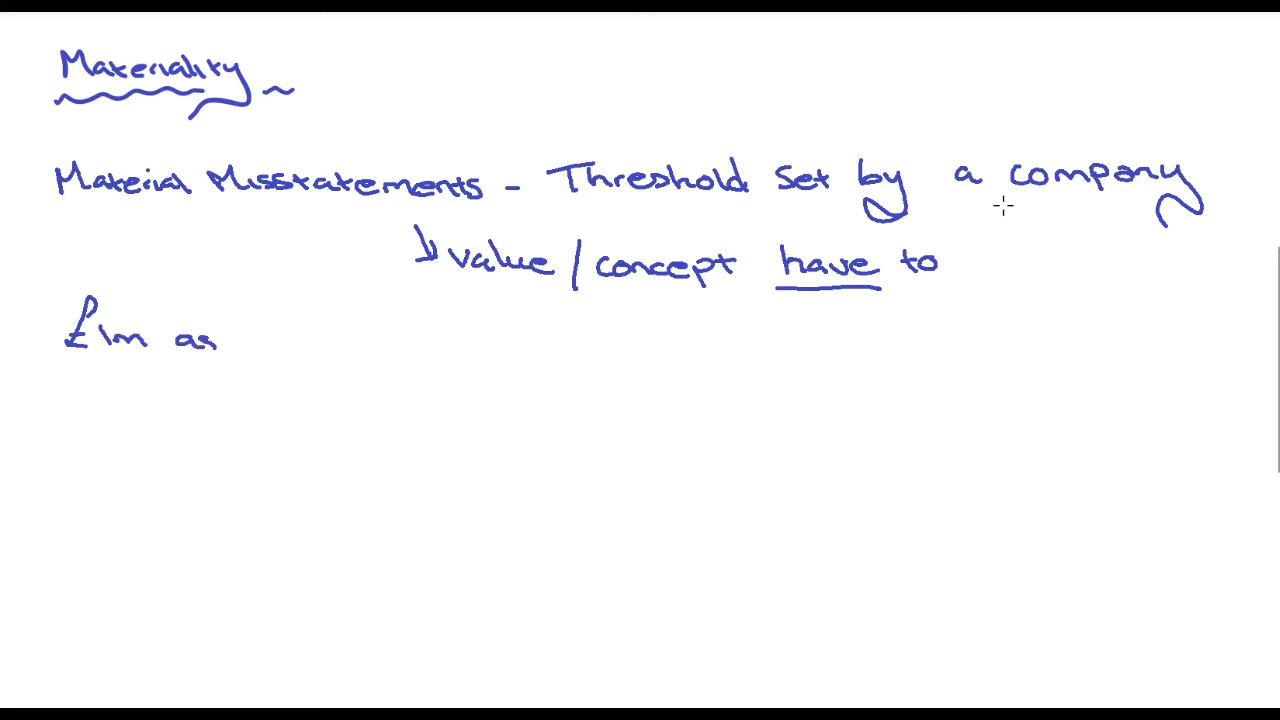 Materiality
Material Misstatements - Threshold set by a company
↳ value / concept have to
£1m as